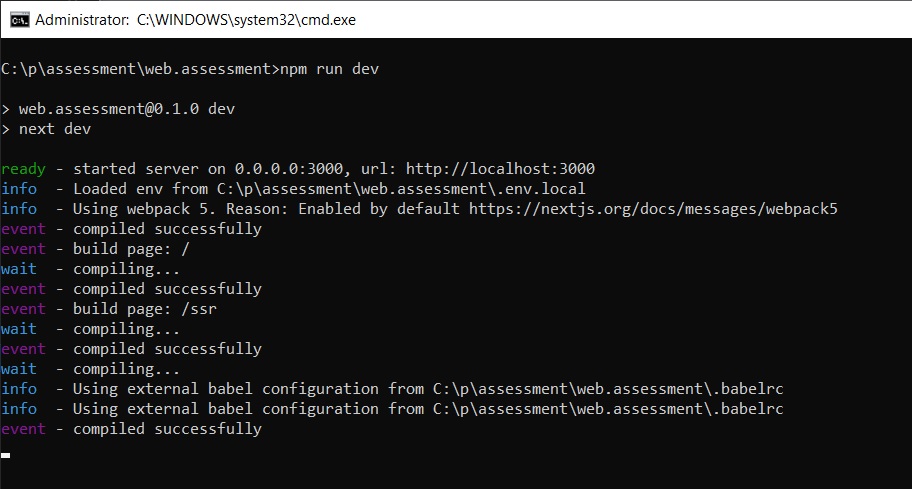 Administrator: C:\WINDOWS\system32\cmd.exe
C:\p\assessment\web.assessment>npm run dev
> web.assessment@0.1.0 dev
> next dev
ready - started server on 0.0.0.0:3000, url: http://localhost:3000
info  - Loaded env from C:\p\assessment\web.assessment\.env.local
info  - Using webpack 5. Reason: Enabled by default https://nextjs.org/docs/messages/webpack5
event - compiled successfully
event - build page: /
wait  - compiling...
event - compiled successfully
event - build page: /ssr
wait  - compiling...
event - compiled successfully
wait  - compiling...
info  - Using external babel configuration from C:\p\assessment\web.assessment\.babelrc
info  - Using external babel configuration from C:\p\assessment\web.assessment\.babelrc
event - compiled successfully